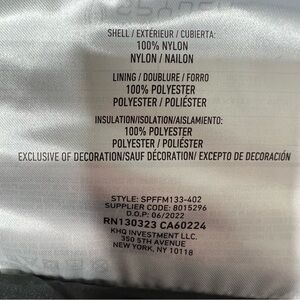 SHELL / EXTÉRIEUR / CUBIERTA:
100% NYLON
NYLON / NAILON
LINING / DOUBLURE / FORRO
100% POLYESTER
POLYESTER / POLIÉSTER
INSULATION/ISOLATION/AISLAMIENTO:
100% POLYESTER
POLYESTER / POLIÉSTER
EXCLUSIVE OF DECORATION/SAUF DÉCORATION/ EXCEPTO DE DECORACIÓN
STYLE: SPFFM133-402
SUPPLIER CODE: 8015296
D.O.P: 06/2022
RN130323 CA60224
KHQ INVESTMENT LLC.
350 5TH AVENUE
NEW YORK, NY 10118